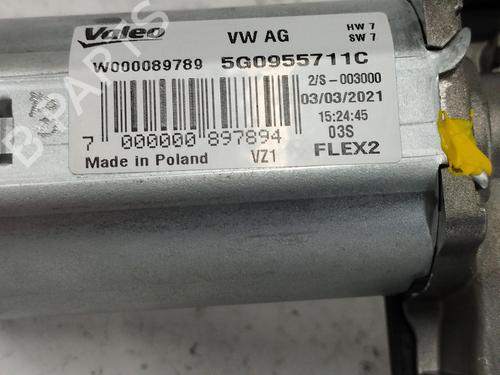 Valeo VW AG HW 7
SW 7
W000089789 5G0955711C
2/S-003000
03/03/2021
15:24:45
7 000000 897894 03S
Made in Poland VZ1 FLEX2
B-PARTS